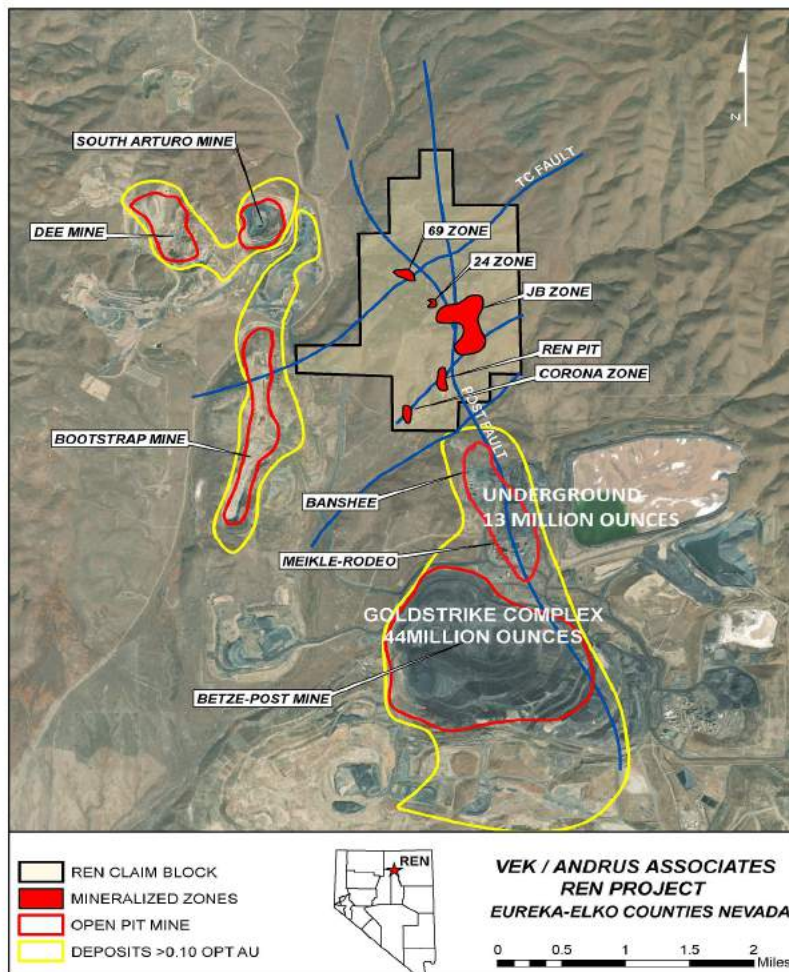 SOUTH ARTURO MINE
N
TC FAULT
DEE MINE
69 ZONE
24 ZONE
JB ZONE
REN PIT
CORONA ZONE
POST FAULT
BOOTSTRAP MINE
BANSHEE
UNDERGROUND
13 MILLION OUNCES
MEIKLE-RODEO
GOLDSTRIKE COMPLEX
44MILLION OUNCES
BETZE-POST MINE
REN CLAIM BLOCK
MINERALIZED ZONES
OPEN PIT MINE
DEPOSITS >0.10 OPT AU
REN
VEK / ANDRUS ASSOCIATES
REN PROJECT
EUREKA-ELKO COUNTIES NEVADA
0 0.5 1 2
Miles